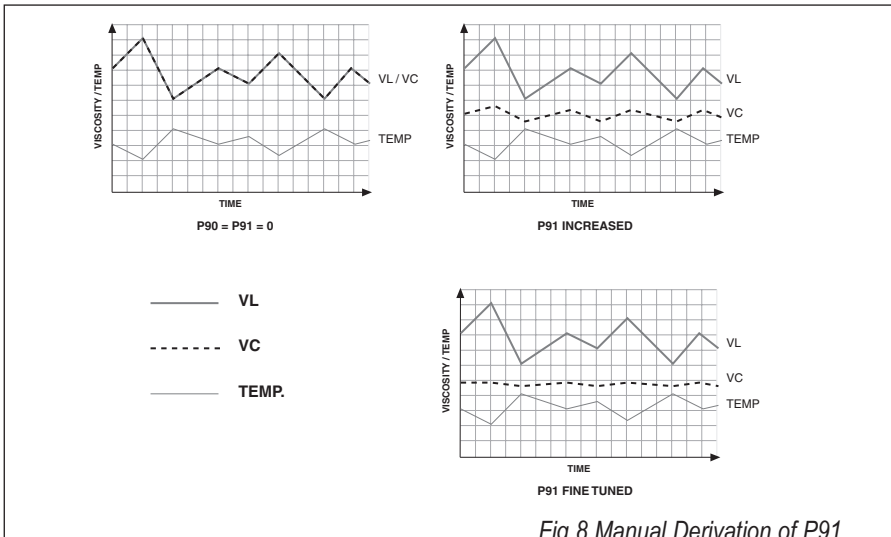 VISCOSITY / TEMP
VL / VC
TEMP
TIME
P90 = P91 = 0
VISCOSITY / TEMP
VL
VC
TEMP
TIME
P91 INCREASED
VL
VC
TEMP.
VISCOSITY / TEMP
VL
VC
TEMP
TIME
P91 FINE TUNED
Fig 8 Manual Derivation of P91